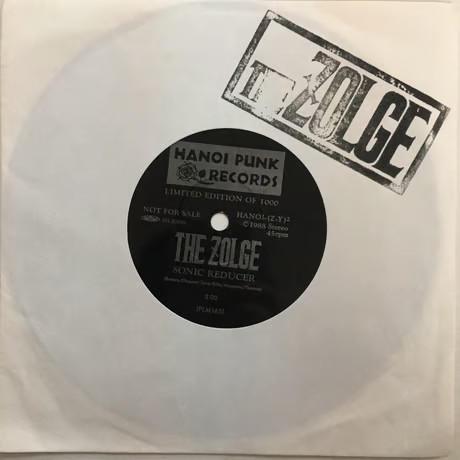 THE ZOLGE
HANOI PUNK
RECORDS
LIMITED EDITION OF 1000
NOT FOR SALE
HANOI-(Z-Y)²
©1988 Stereo
45rpm
THE ZOLGE
SONIC REDUCER